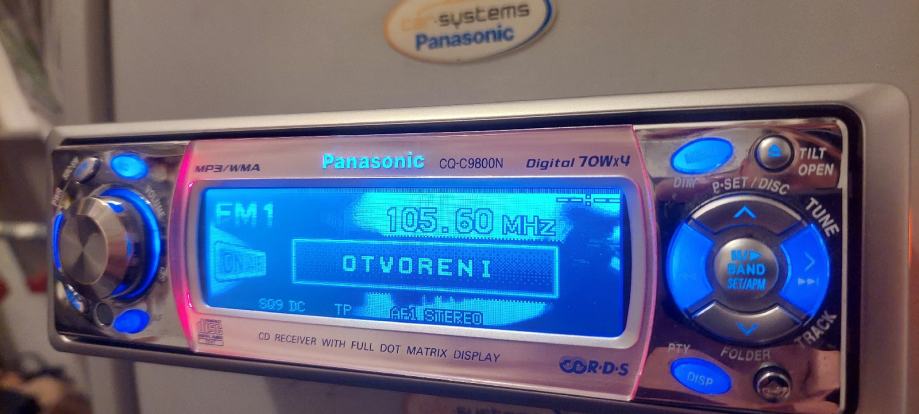 car·systems
Panasonic
MP3/WMA
Panasonic CQ-C9800N Digital 70Wx4
FM1
105.60 MHz
OTVORENI
SQ9 DC TP AF1 STEREO
CD RECEIVER WITH FULL DOT MATRIX DISPLAY
R·D·S
VOLUME
DIM
TILT
OPEN
P-SET/DISC
TUNE
BAND
SET/APM
TRACK
PTY
FOLDER
DISP